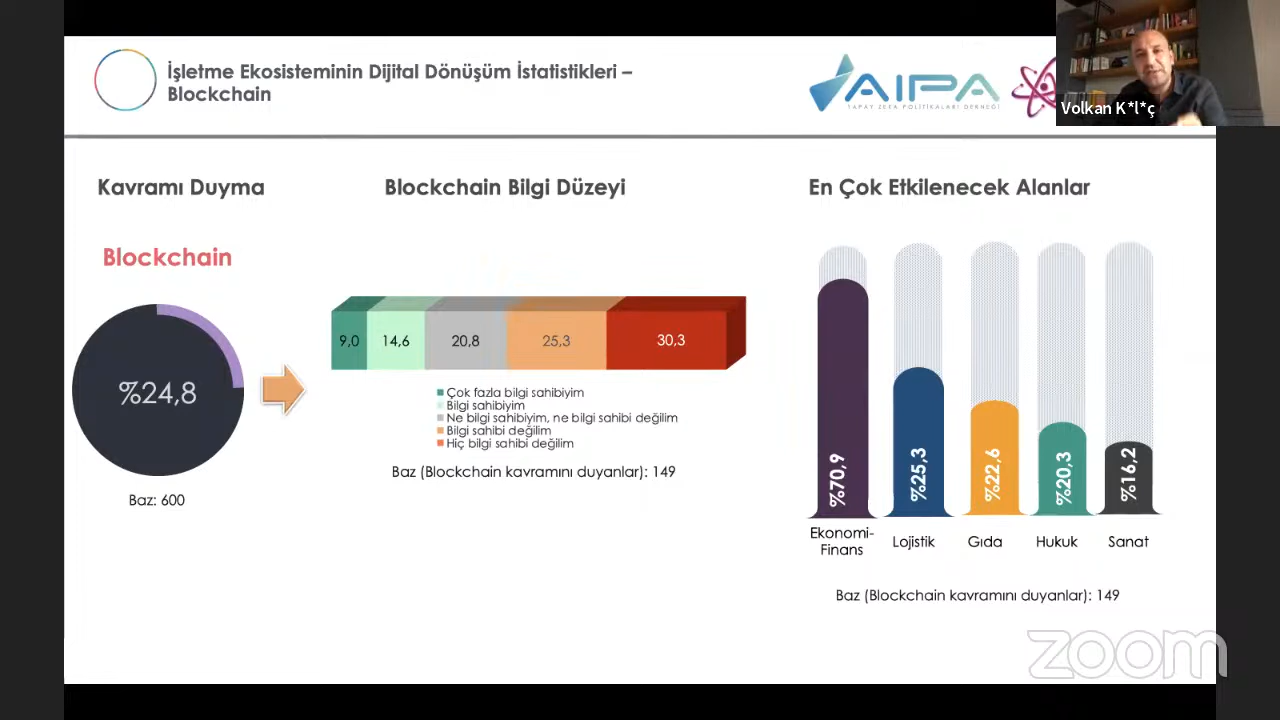 İşletme Ekosisteminin Dijital Dönüşüm İstatistikleri –
Blockchain
AIPA
YAPAY ZEKA POLİTİKALARI DERNEĞİ
Volkan K*l*ç
Kavramı Duyma
Blockchain
%24,8
Baz: 600
Blockchain Bilgi Düzeyi
9,0
14,6
20,8
25,3
30,3
Çok fazla bilgi sahibiyim
Bilgi sahibiyim
Ne bilgi sahibiyim, ne bilgi sahibi değilim
Bilgi sahibi değilim
Hiç bilgi sahibi değilim
Baz (Blockchain kavramını duyanlar): 149
En Çok Etkilenecek Alanlar
%70,9
%25,3
%22,6
%20,3
%16,2
Ekonomi-
Finans
Lojistik
Gıda
Hukuk
Sanat
Baz (Blockchain kavramını duyanlar): 149
zoom